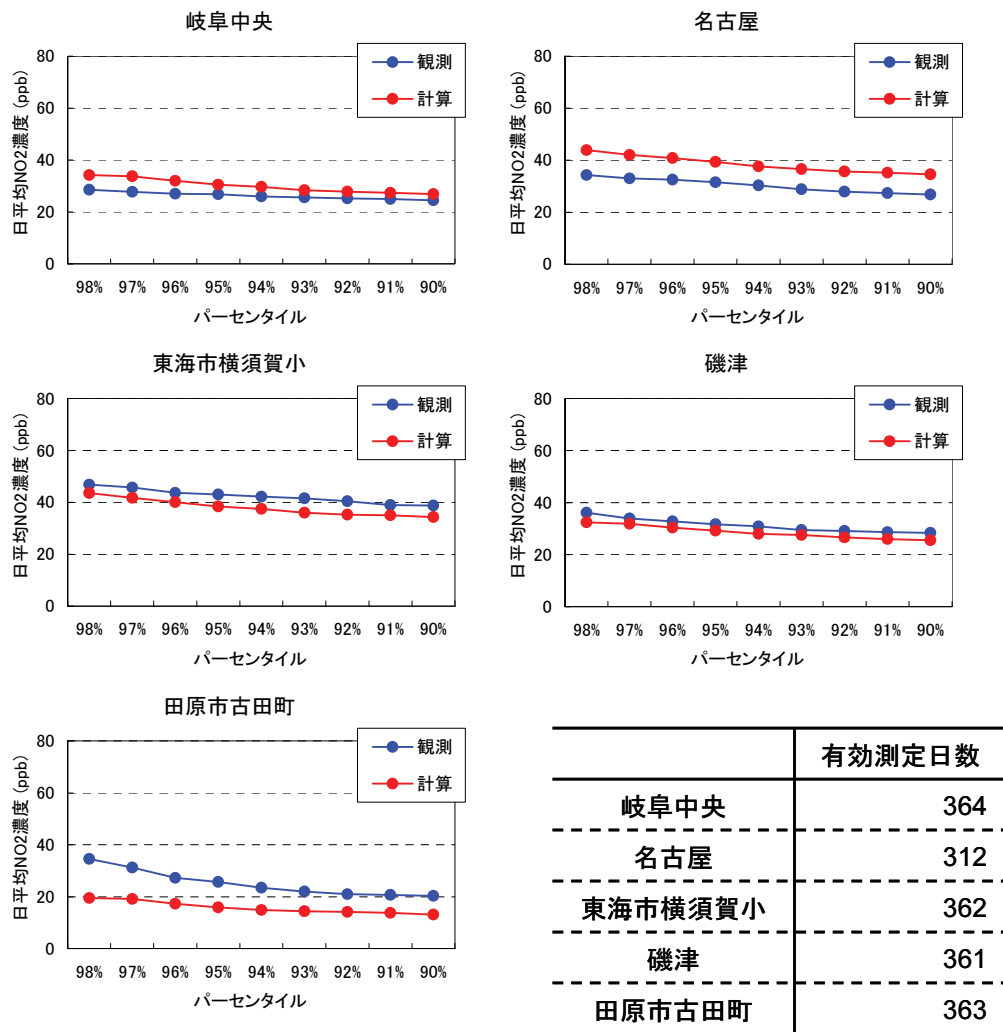 岐阜中央
日平均NO2濃度 (ppb)
80
60
40
20
0
98% 97% 96% 95% 94% 93% 92% 91% 90%
パーセンタイル
観測
計算
名古屋
日平均NO2濃度 (ppb)
80
60
40
20
0
98% 97% 96% 95% 94% 93% 92% 91% 90%
パーセンタイル
観測
計算
東海市横須賀小
日平均NO2濃度 (ppb)
80
60
40
20
0
98% 97% 96% 95% 94% 93% 92% 91% 90%
パーセンタイル
観測
計算
磯津
日平均NO2濃度 (ppb)
80
60
40
20
0
98% 97% 96% 95% 94% 93% 92% 91% 90%
パーセンタイル
観測
計算
田原市古田町
日平均NO2濃度 (ppb)
80
60
40
20
0
98% 97% 96% 95% 94% 93% 92% 91% 90%
パーセンタイル
観測
計算
有効測定日数
岐阜中央 364
名古屋 312
東海市横須賀小 362
磯津 361
田原市古田町 363